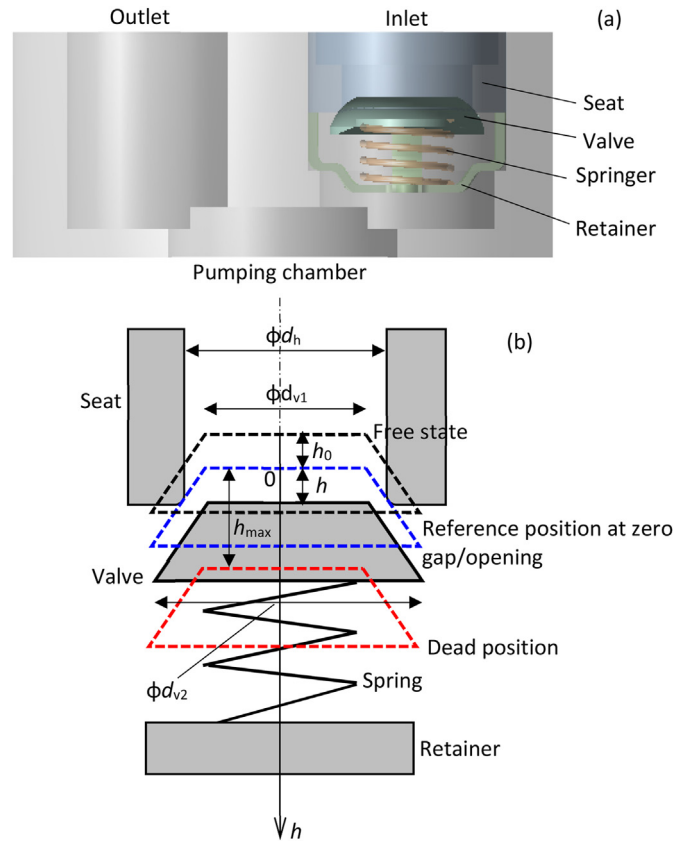 Outlet
Inlet
(a)
Seat
Valve
Springer
Retainer
Pumping chamber
(b)
ϕdh
Seat
ϕdv1
Free state
h0
0
h
hmax
Reference position at zero
gap/opening
Valve
Dead position
ϕdv2
Spring
Retainer
h